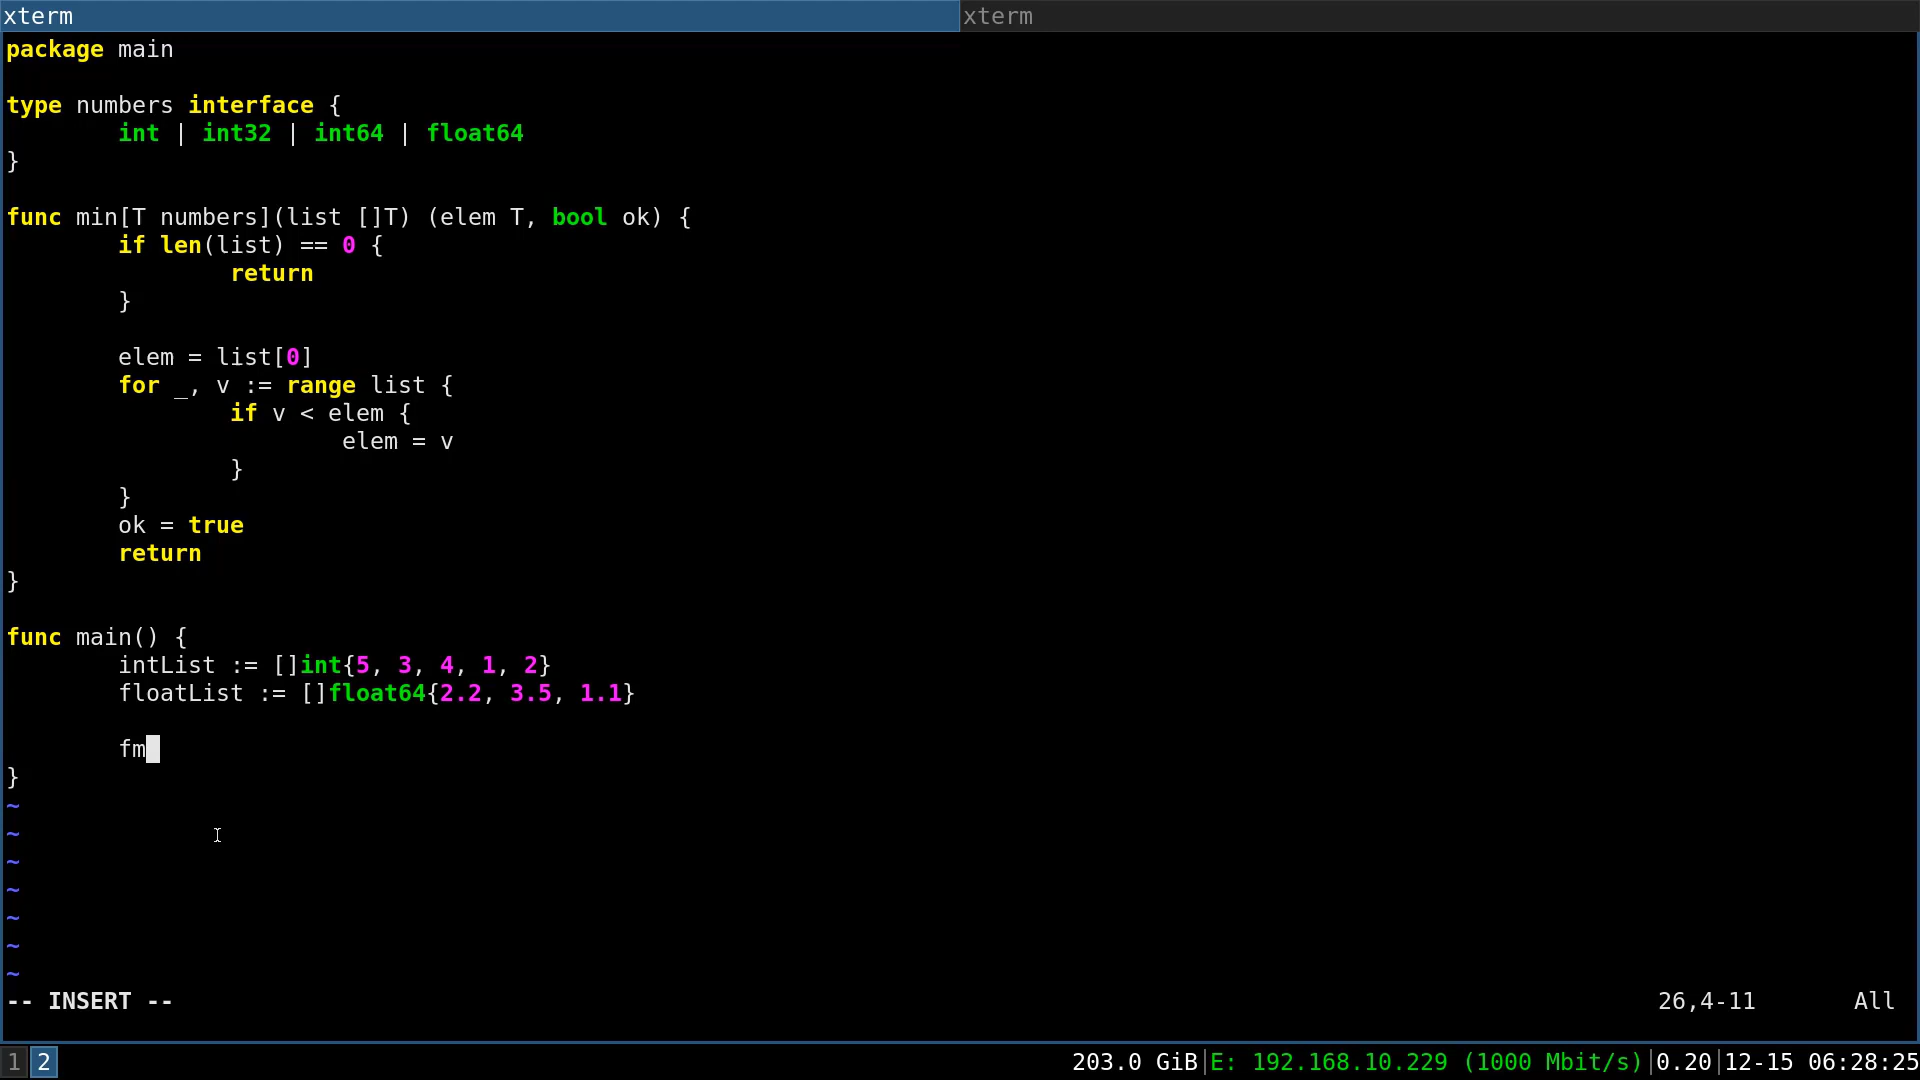 xterm xterm
package main
type numbers interface {
int | int32 | int64 | float64
}
func min[T numbers](list []T) (elem T, bool ok) {
if len(list) == 0 {
return
}
elem = list[0]
for _, v := range list {
if v < elem {
elem = v
}
}
ok = true
return
}
func main() {
intList := []int{5, 3, 4, 1, 2}
floatList := []float64{2.2, 3.5, 1.1}
fm
}
~
~
~
~
~
~
~
-- INSERT -- 26,4-11 All
1 2 203.0 GiB|E: 192.168.10.229 (1000 Mbit/s)|0.20|12-15 06:28:25